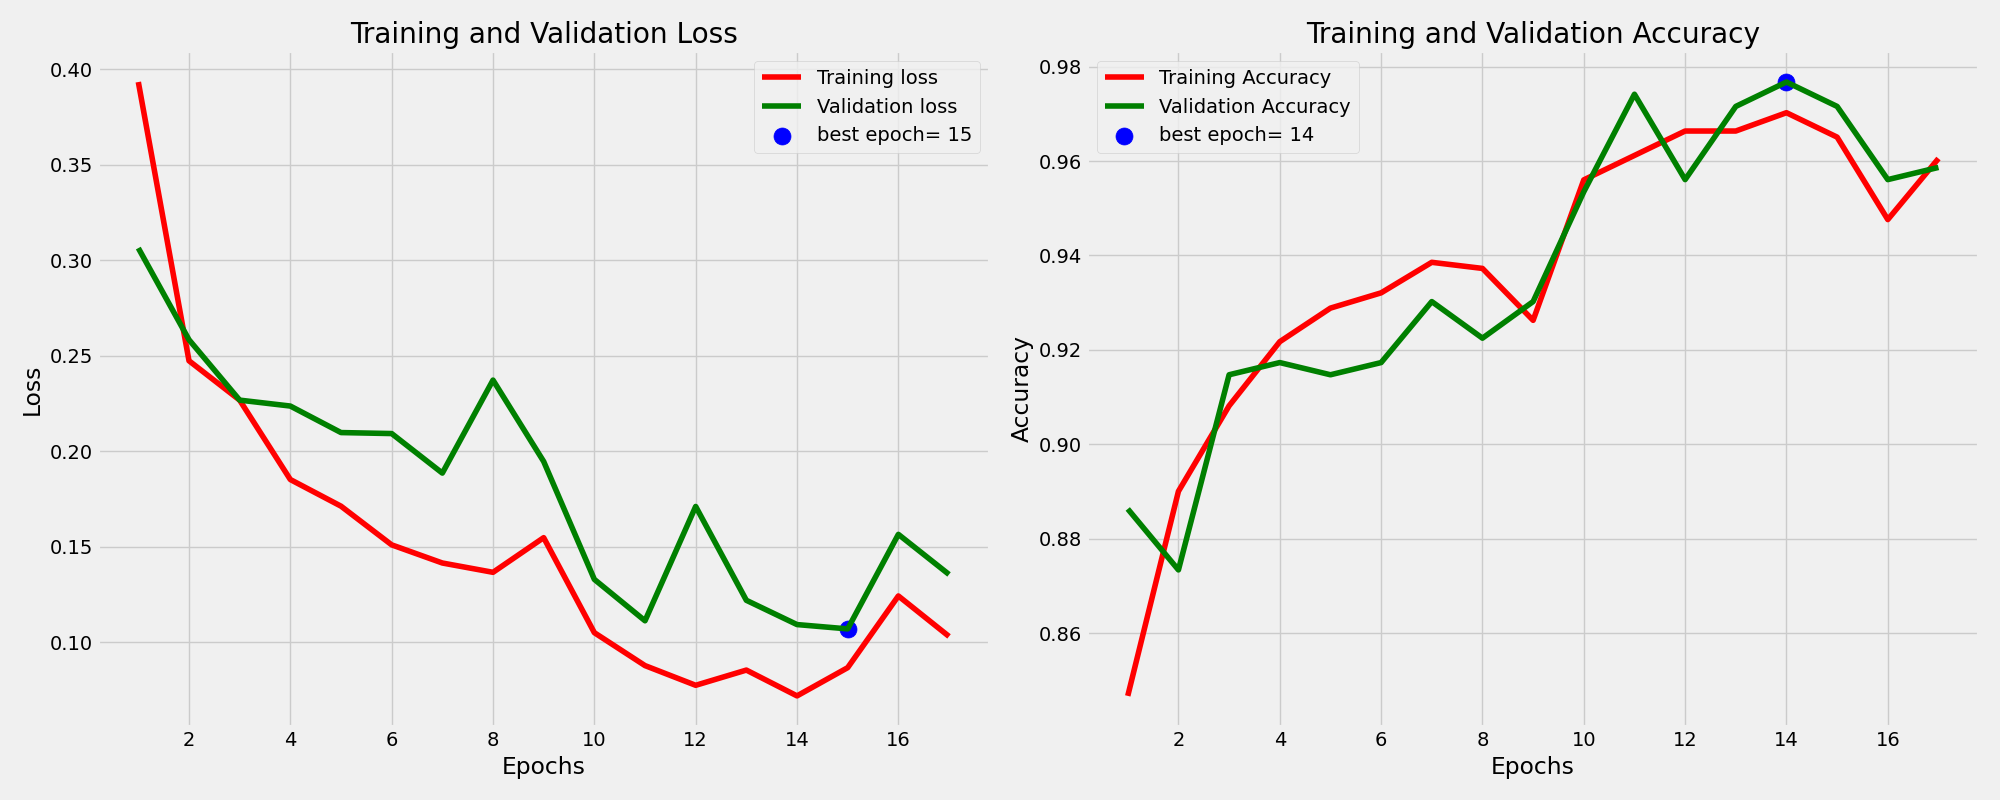 Training and Validation Loss
0.40
0.35
0.30
0.25
0.20
0.15
0.10
Loss
Training loss
Validation loss
best epoch= 15
2 4 6 8 10 12 14 16
Epochs
Training and Validation Accuracy
0.98
0.96
0.94
0.92
0.90
0.88
0.86
Accuracy
Training Accuracy
Validation Accuracy
best epoch= 14
2 4 6 8 10 12 14 16
Epochs